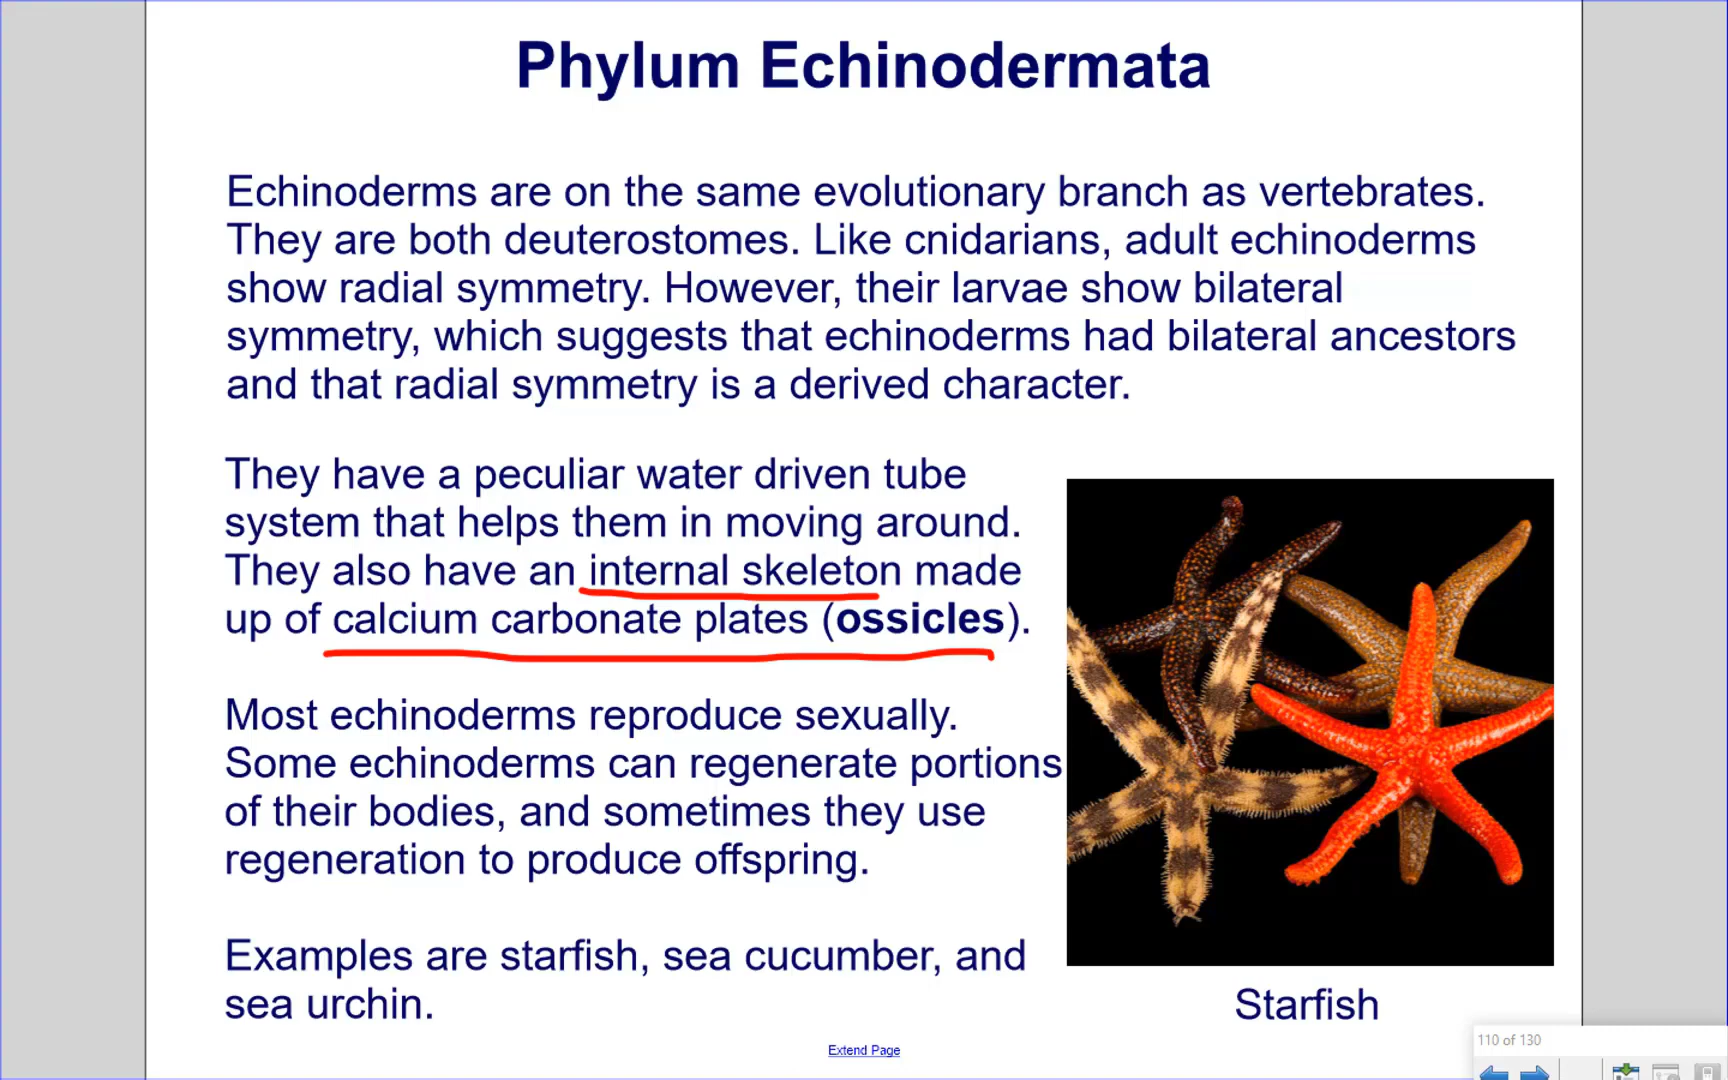 Phylum Echinodermata
Echinoderms are on the same evolutionary branch as vertebrates.
They are both deuterostomes. Like cnidarians, adult echinoderms
show radial symmetry. However, their larvae show bilateral
symmetry, which suggests that echinoderms had bilateral ancestors
and that radial symmetry is a derived character.
They have a peculiar water driven tube
system that helps them in moving around.
They also have an internal skeleton made
up of calcium carbonate plates (ossicles).
Most echinoderms reproduce sexually.
Some echinoderms can regenerate portions
of their bodies, and sometimes they use
regeneration to produce offspring.
Examples are starfish, sea cucumber, and
sea urchin.
Starfish
Extend Page
110 of 130